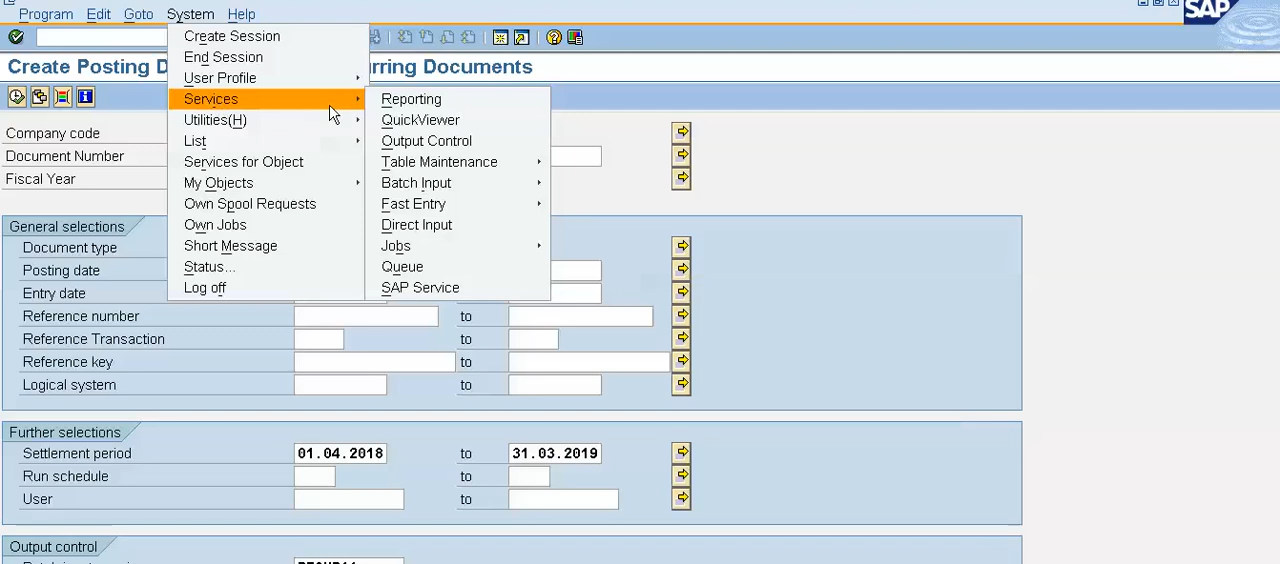 Program Edit Goto System Help
SAP
Create Posting D
urring Documents
Create Session
End Session
User Profile
Services
Utilities(H)
List
Services for Object
My Objects
Own Spool Requests
Own Jobs
Short Message
Status...
Log off
Reporting
QuickViewer
Output Control
Table Maintenance
Batch Input
Fast Entry
Direct Input
Jobs
Queue
SAP Service
Company code
Document Number
Fiscal Year
General selections
Document type
Posting date
Entry date
Reference number to
Reference Transaction to
Reference key to
Logical system to
Further selections
Settlement period 01.04.2018 to 31.03.2019
Run schedule to
User to
Output control